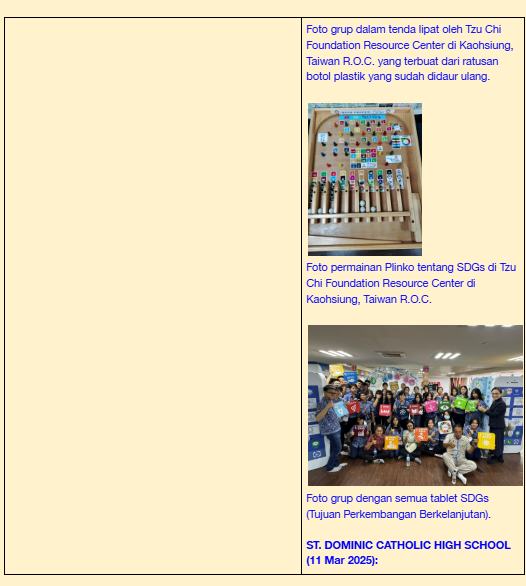 Foto grup dalam tenda lipat oleh Tzu Chi
Foundation Resource Center di Kaohsiung,
Taiwan R.O.C. yang terbuat dari ratusan
botol plastik yang sudah didaur ulang.
Foto permainan Plinko tentang SDGs di Tzu
Chi Foundation Resource Center di
Kaohsiung, Taiwan R.O.C.
Foto grup dengan semua tablet SDGs
(Tujuan Perkembangan Berkelanjutan).
ST. DOMINIC CATHOLIC HIGH SCHOOL
(11 Mar 2025):